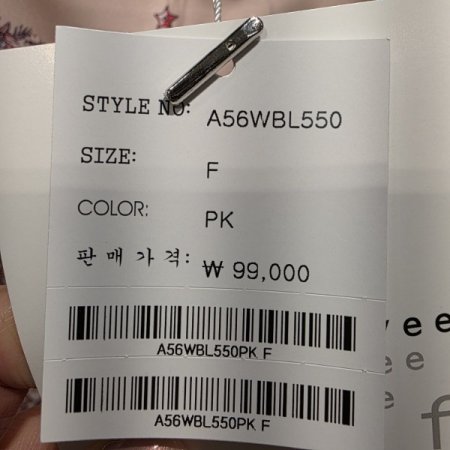 STYLE NO: A56WBL550
SIZE: F
COLOR: PK
판매가격: ₩ 99,000
A56WBL550PK F
A56WBL550PK F